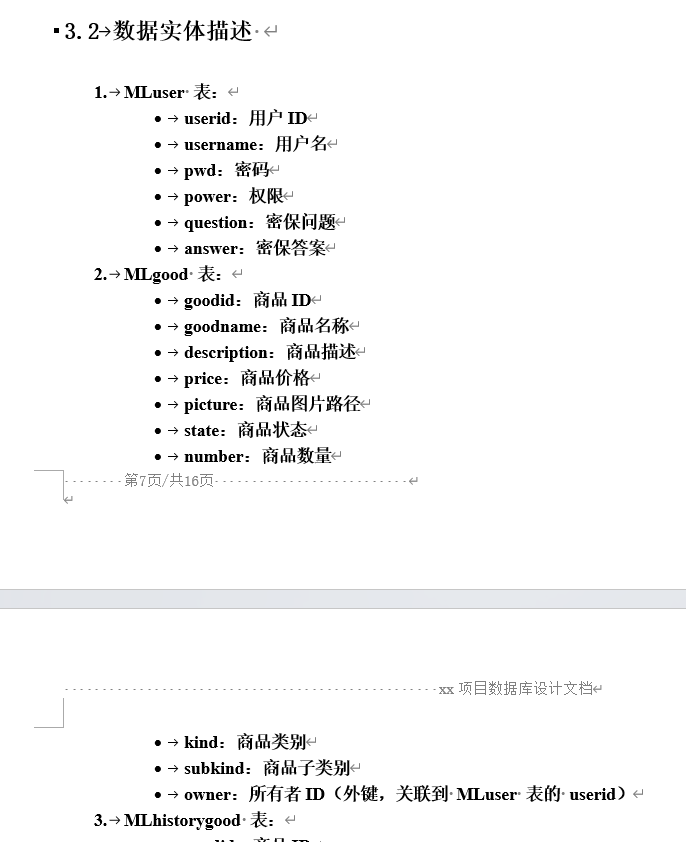 3.2 数据实体描述
1. MLuser 表：
userid：用户 ID
username：用户名
pwd：密码
power：权限
question：密保问题
answer：密保答案
2. MLgood 表：
goodid：商品 ID
goodname：商品名称
description：商品描述
price：商品价格
picture：商品图片路径
state：商品状态
number：商品数量
第7页/共16页
xx 项目数据库设计文档
kind：商品类别
subkind：商品子类别
owner：所有者 ID（外键，关联到 MLuser 表的 userid）
3. MLhistorygood 表：